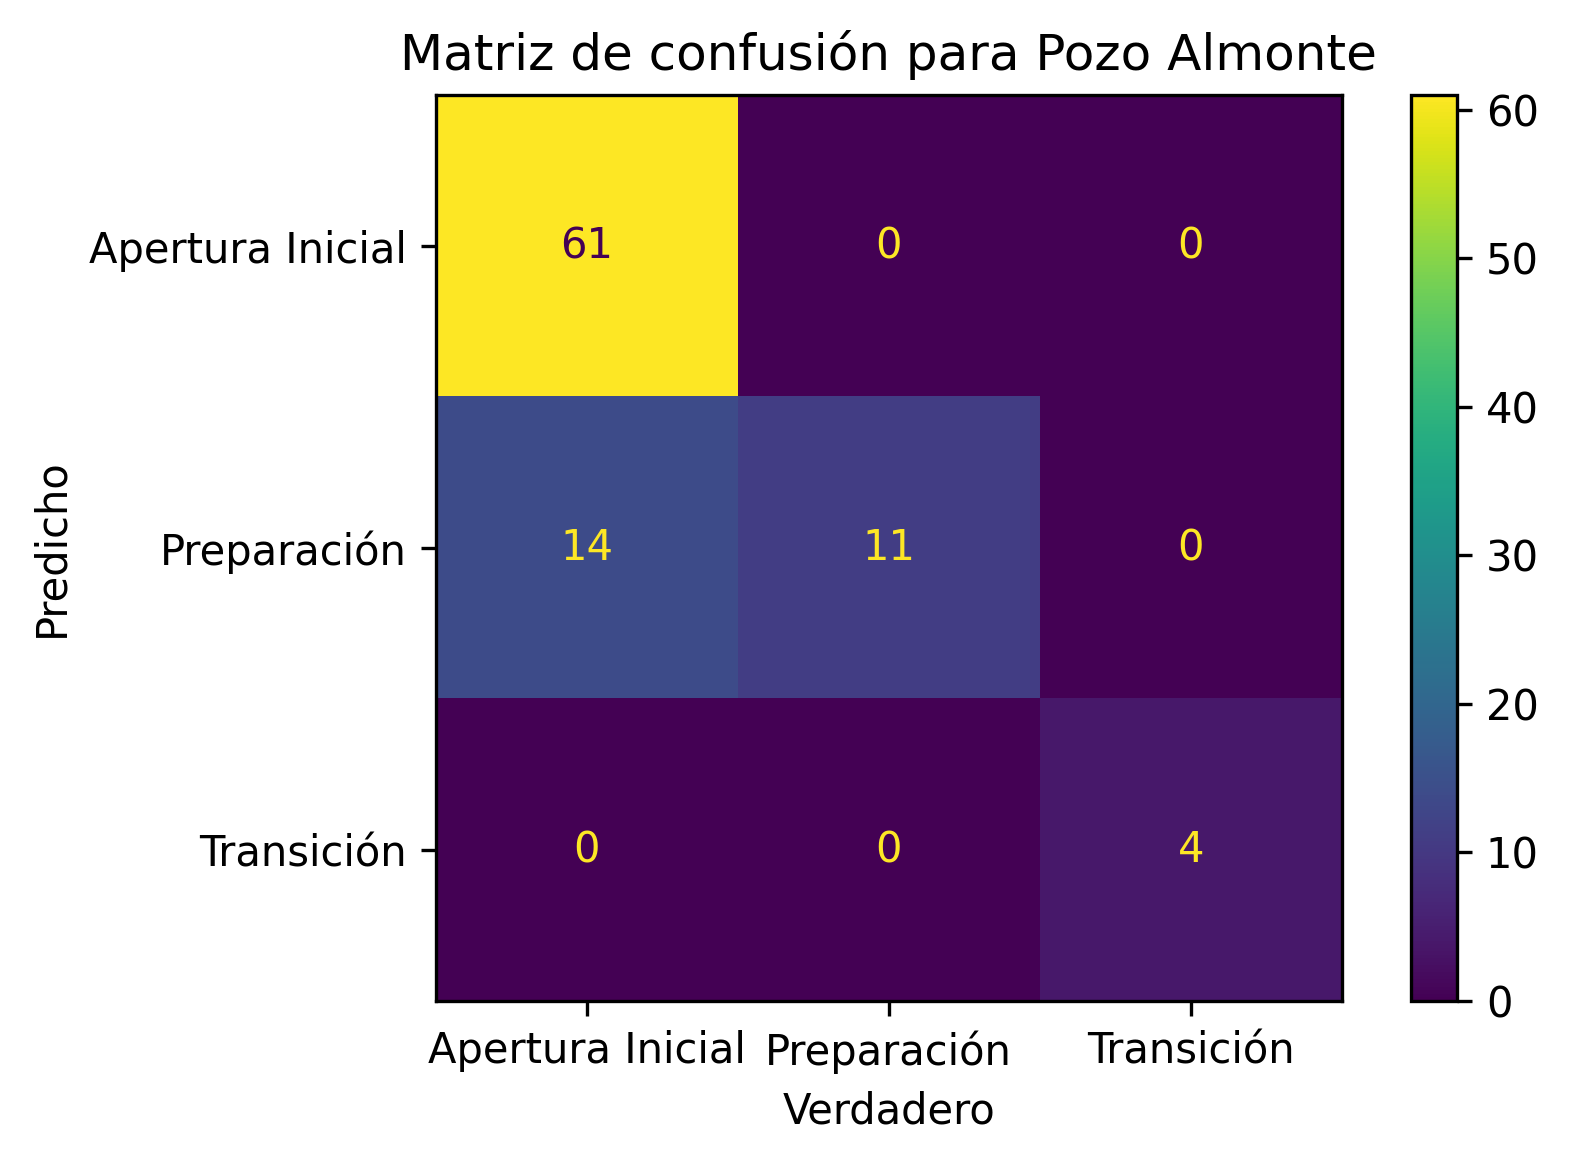 Matriz de confusión para Pozo Almonte
Predicho
Apertura Inicial
61 0 0
Preparación
14 11 0
Transición
0 0 4
Apertura Inicial Preparación Transición
Verdadero
60
50
40
30
20
10
0